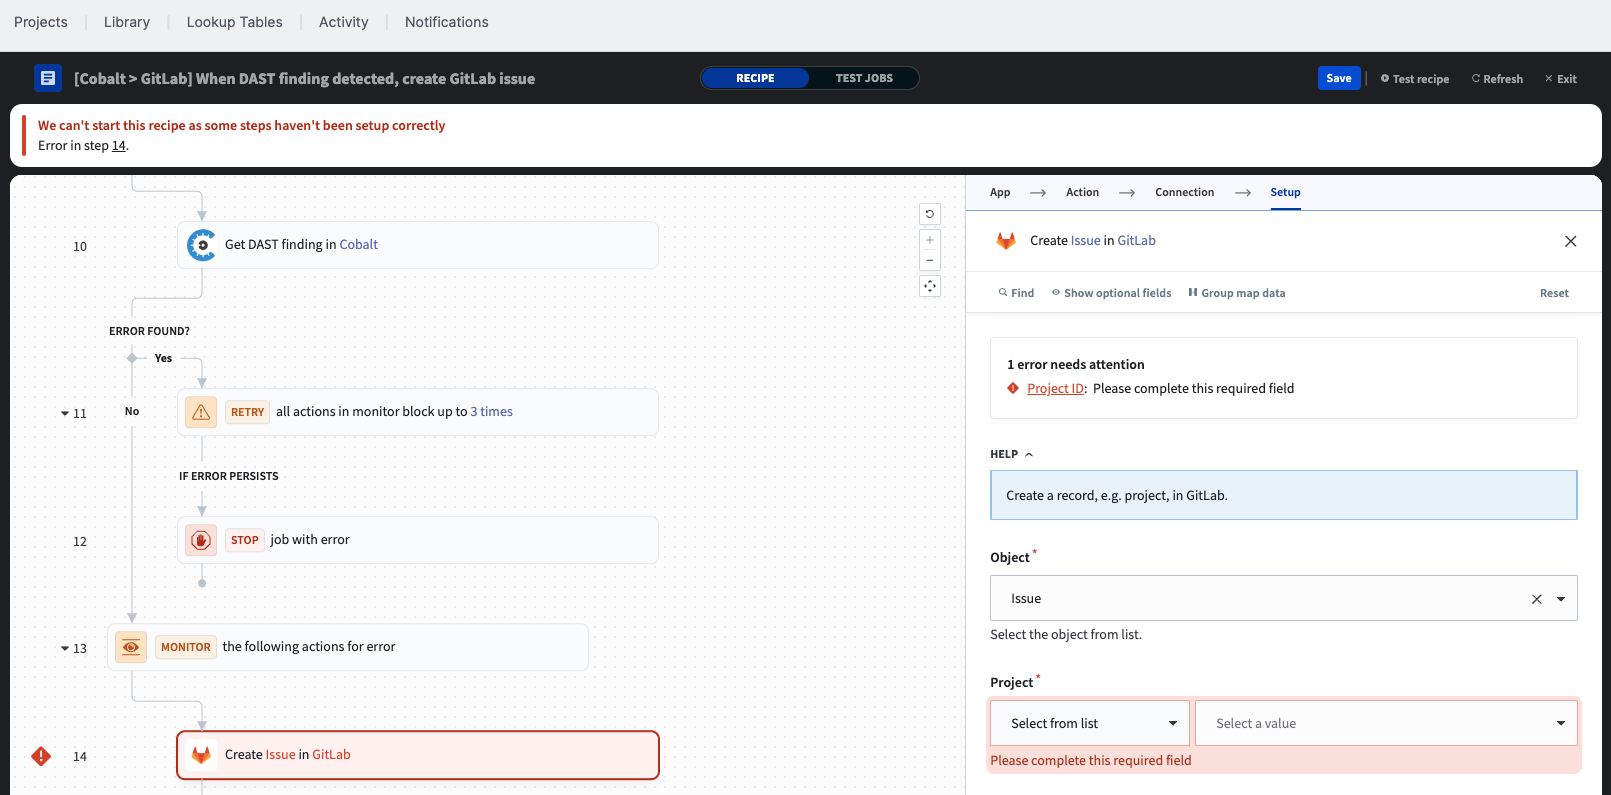 Projects
Library
Lookup Tables
Activity
Notifications
[Cobalt > GitLab] When DAST finding detected, create GitLab issue
RECIPE
TEST JOBS
Save
Test recipe
Refresh
Exit
We can't start this recipe as some steps haven't been setup correctly
Error in step 14.
10
Get DAST finding in Cobalt
ERROR FOUND?
Yes
No
11
RETRY all actions in monitor block up to 3 times
IF ERROR PERSISTS
12
STOP job with error
13
MONITOR the following actions for error
14
Create Issue in GitLab
App
Action
Connection
Setup
Create Issue in GitLab
Find
Show optional fields
Group map data
Reset
1 error needs attention
Project ID: Please complete this required field
HELP
Create a record, e.g. project, in GitLab.
Object *
Issue
Select the object from list.
Project *
Select from list
Select a value
Please complete this required field